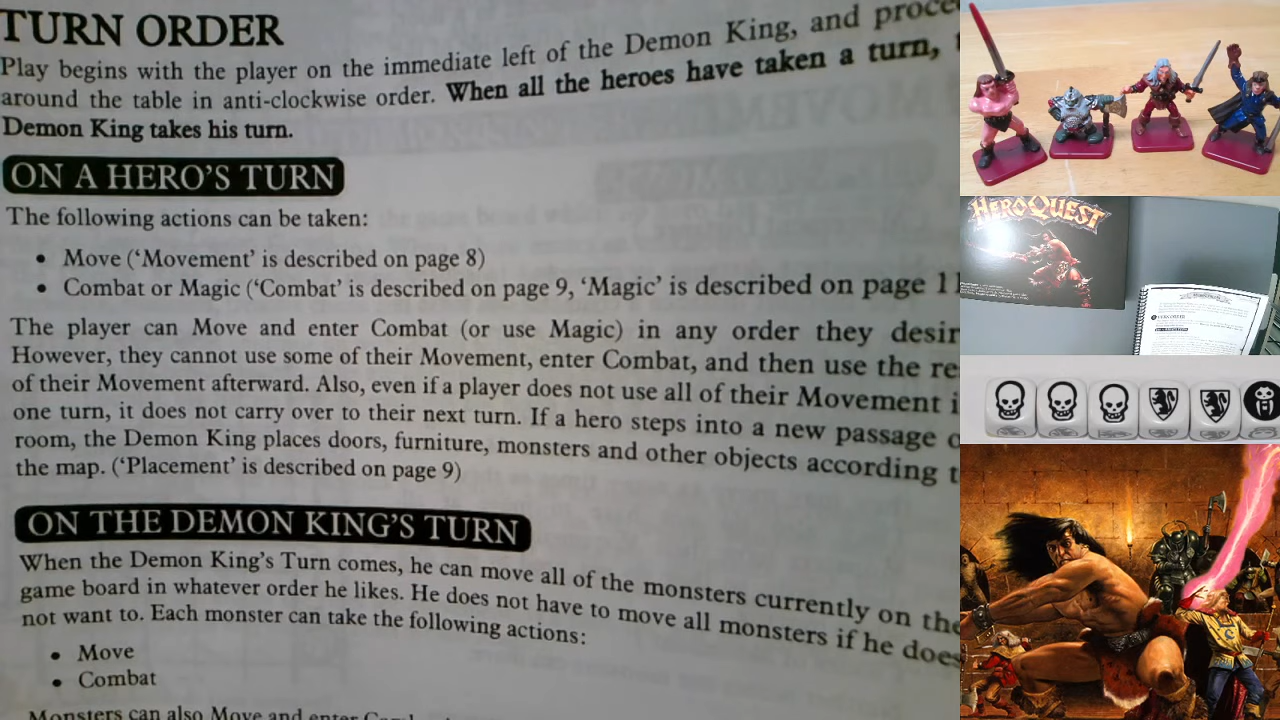 TURN ORDER
Play begins with the player on the immediate left of the Demon King, and
around the table in anti-clockwise order. When all the heroes have taken a turn,
Demon King takes his turn.
ON A HERO'S TURN
The following actions can be taken:
• Move ('Movement' is described on page 8)
• Combat or Magic ('Combat' is described on page 9, 'Magic' is described on page
The player can Move and enter Combat (or use Magic) in any order they
However, they cannot use some of their Movement, enter Combat, and then use the
of their Movement afterward. Also, even if a player does not use all of their Movement
one turn, it does not carry over to their next turn. If a hero steps into a new passage
room, the Demon King places doors, furniture, monsters and other objects according
the map. ('Placement' is described on page 9)
ON THE DEMON KING'S TURN
When the Demon King's Turn comes, he can move all of the monsters currently on the
game board in whatever order he likes. He does not have to move all monsters if he does
not want to. Each monster can take the following actions:
• Move
• Combat
Monsters can also Move and enter
HEROQUEST